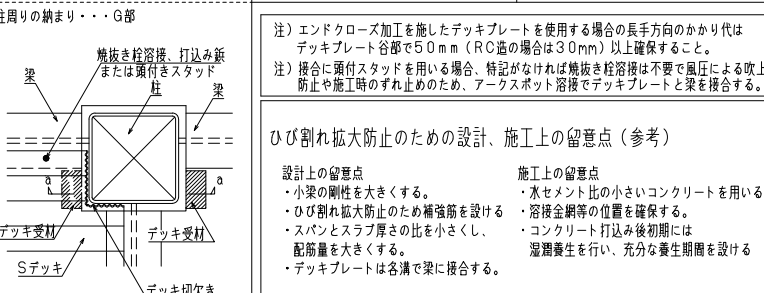 柱周りの納まり・・・G部
焼抜き栓溶接、打込み鋲
または頭付きスタッド
梁
柱
梁
a
a
デッキ受材
デッキ受材
Sデッキ
デッキ切欠き
注）エンドクローズ加工を施したデッキプレートを使用する場合の長手方向のかかり代は
デッキプレート谷部で50mm（RC造の場合は30mm）以上確保すること。
注）接合に頭付スタッドを用いる場合、特記がなければ焼抜き栓溶接は不要で風圧による吹上
防止や施工時のずれ止めのため、アークスポット溶接でデッキプレートと梁を接合する。
ひび割れ拡大防止のための設計、施工上の留意点（参考）
設計上の留意点
・小梁の剛性を大きくする。
・ひび割れ拡大防止のため補強筋を設ける
・スパンとスラブ厚さの比を小さくし、
配筋量を大きくする。
・デッキプレートは各溝で梁に接合する。
施工上の留意点
・水セメント比の小さいコンクリートを用いる
・溶接金網等の位置を確保する。
・コンクリート打込み後初期には
湿潤養生を行い、充分な養生期間を設ける